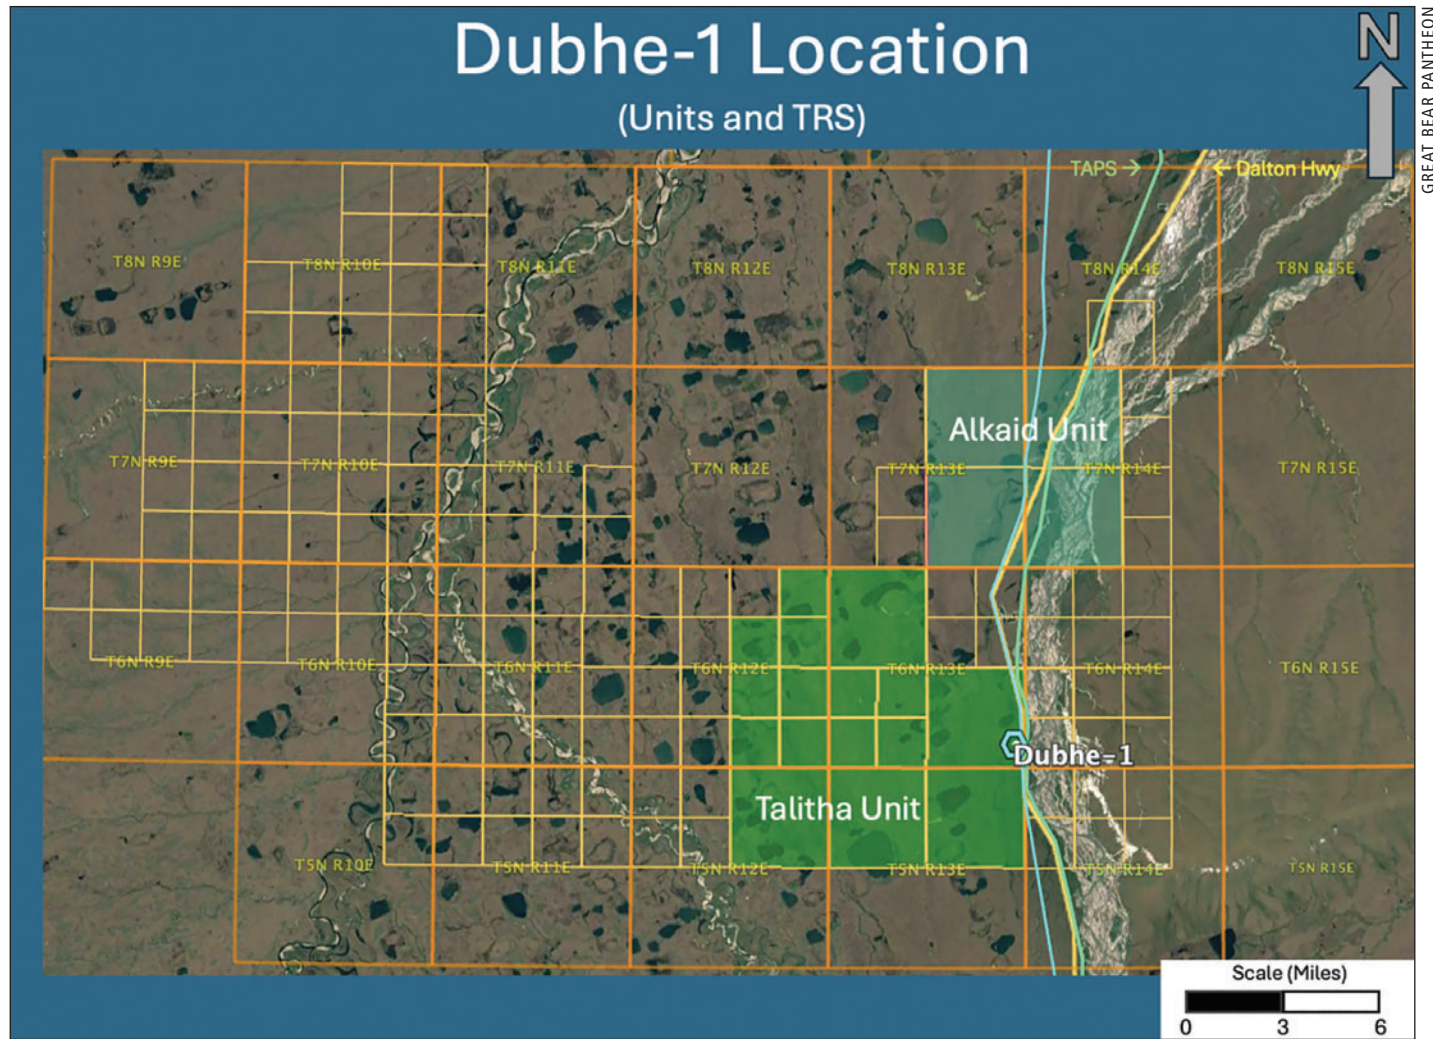 Dubhe-1 Location
(Units and TRS)
N
GREAT BEAR PANTHEON
TAPS →
← Dalton Hwy
T8N R9E
T8N R10E
T8N R11E
T8N R12E
T8N R13E
T8N R14E
T8N R15E
Alkaid Unit
T7N R9E
T7N R10E
T7N R11E
T7N R12E
T7N R13E
T7N R14E
T7N R15E
T6N R9E
T6N R10E
T6N R11E
T6N R12E
T6N R13E
T6N R14E
T6N R15E
Dubhe-1
Talitha Unit
T5N R10E
T5N R11E
T5N R12E
T5N R13E
T5N R14E
T5N R15E
Scale (Miles)
0 3 6